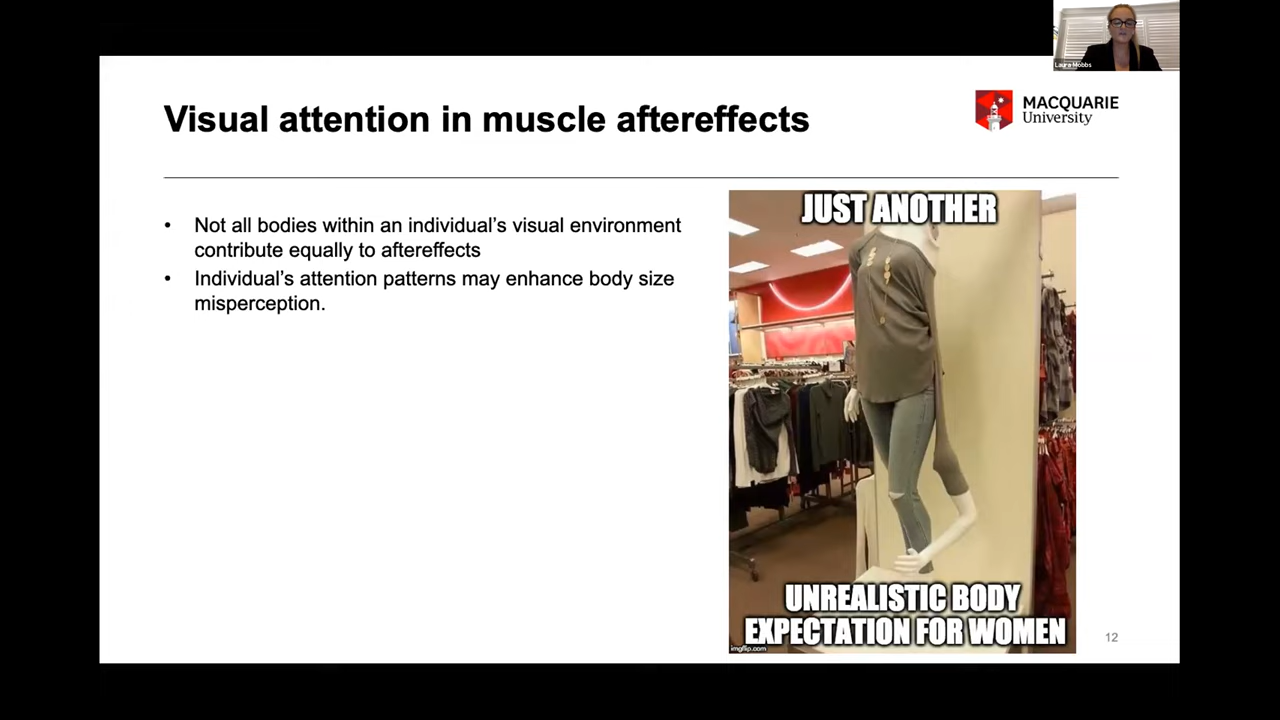 Laura Mobbs
Visual attention in muscle aftereffects
MACQUARIE
University
• Not all bodies within an individual’s visual environment
contribute equally to aftereffects
• Individual’s attention patterns may enhance body size
misperception.
JUST ANOTHER
UNREALISTIC BODY
EXPECTATION FOR WOMEN
imgflip.com
12